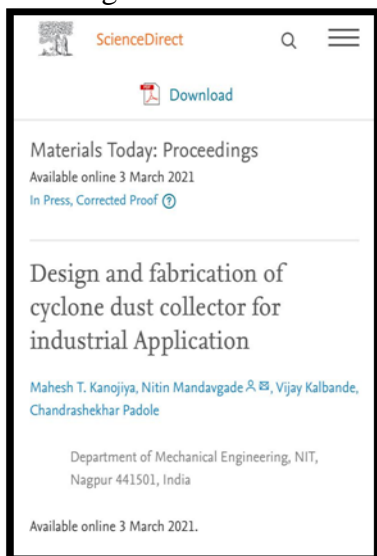 ScienceDirect
Download
Materials Today: Proceedings
Available online 3 March 2021
In Press, Corrected Proof
Design and fabrication of
cyclone dust collector for
industrial Application
Mahesh T. Kanojiya, Nitin Mandavgade, Vijay Kalbande,
Chandrashekhar Padole
Department of Mechanical Engineering, NIT,
Nagpur 441501, India
Available online 3 March 2021.